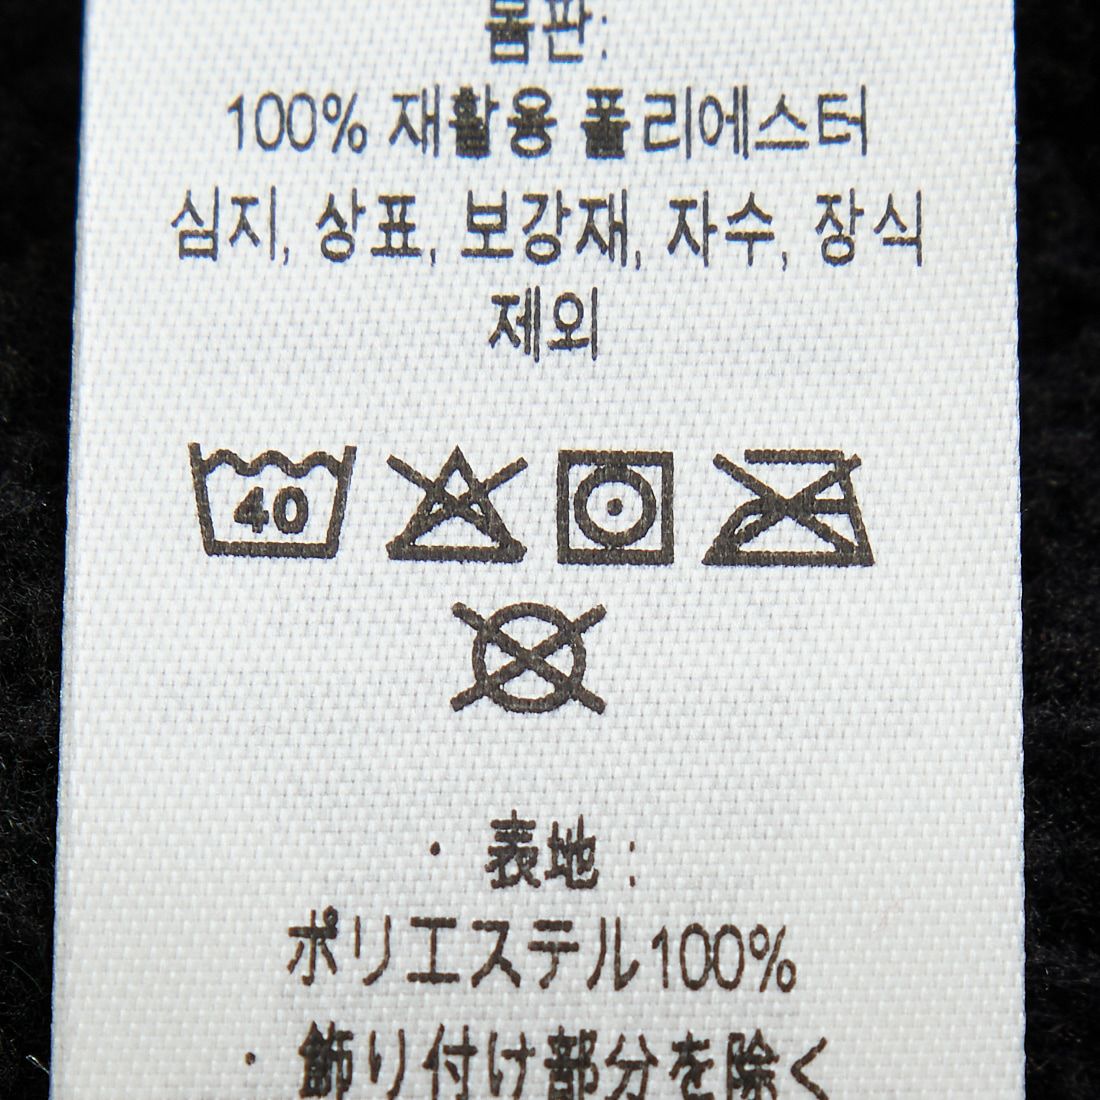 몸판:
100% 재활용 폴리에스터
심지, 상표, 보강재, 자수, 장식
제외
40
・ 表地 :
ポリエステル100%
・ 飾り付け部分を除く